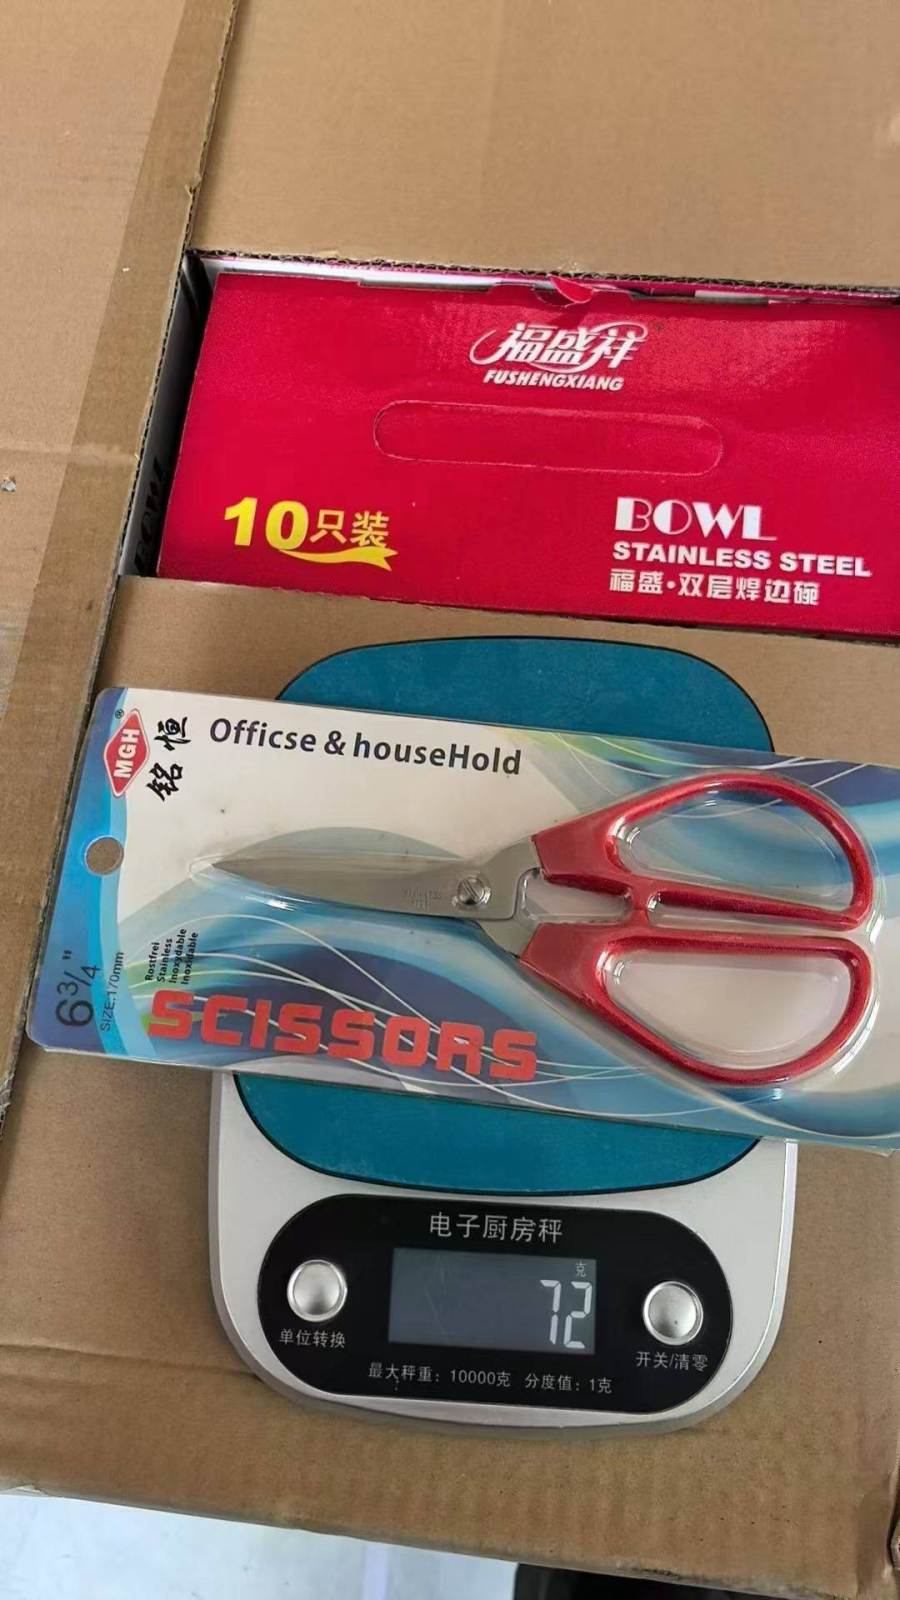 福盛祥
FUSHENGXIANG
10只装
BOWL
STAINLESS STEEL
福盛·双层焊边碗
BOWL
MGH
®
铭恒
Officse & houseHold
Rostfrei
Stainless
Inoxydable
Inoxidable
6 3/4"
SIZE:170mm
SCISSORS
电子厨房秤
克
72
单位转换
开关/清零
最大秤重：10000克 分度值：1克